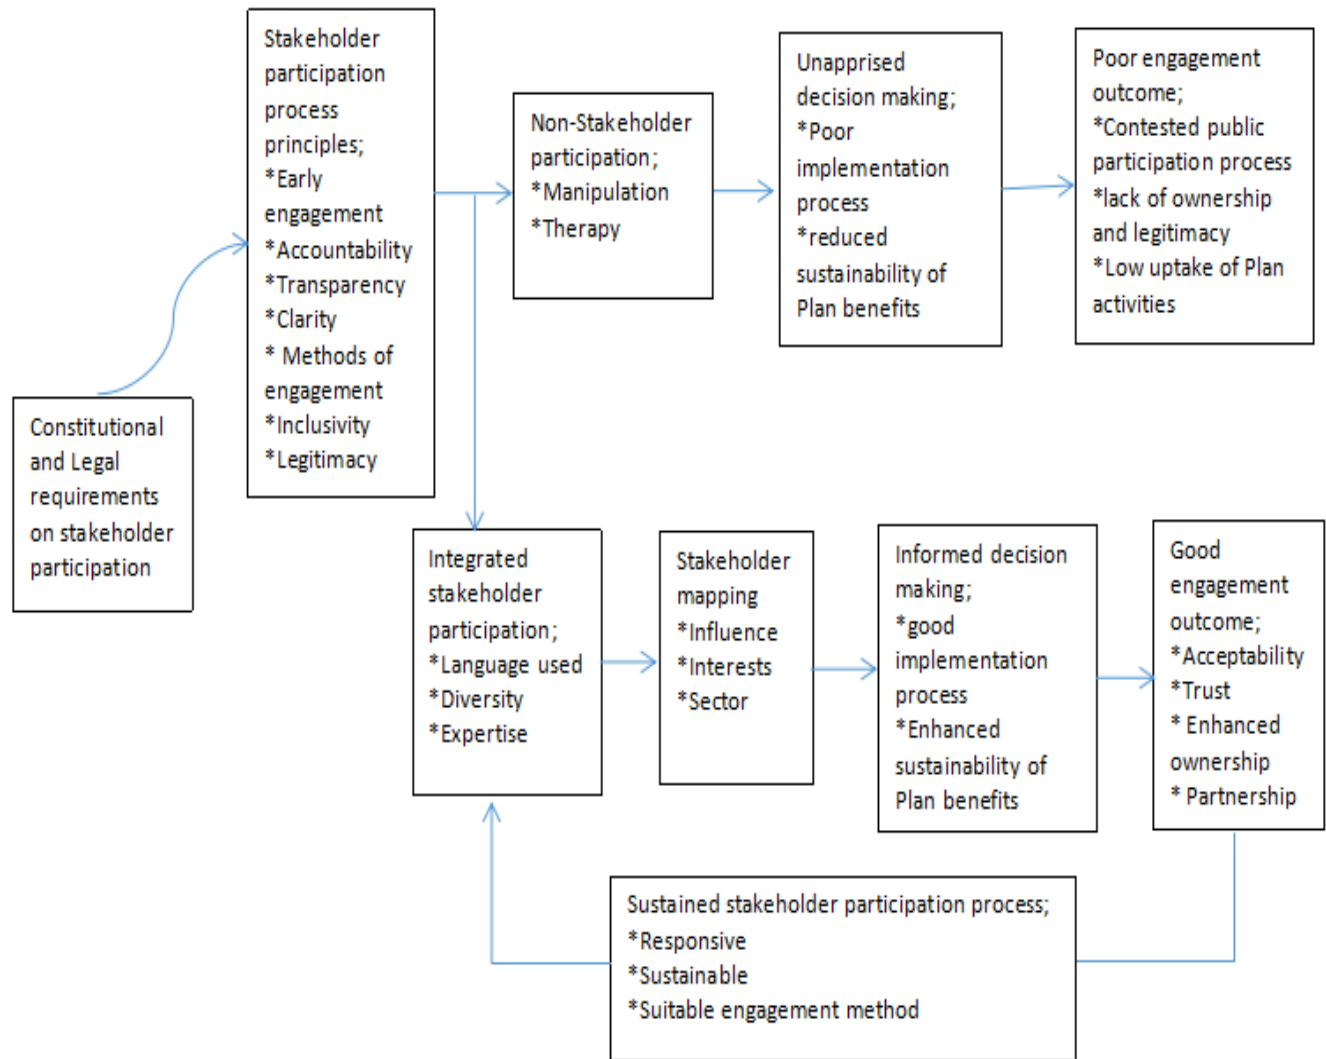 Stakeholder
participation
process
principles;
*Early
engagement
*Accountability
*Transparency
*Clarity
* Methods of
engagement
*Inclusivity
*Legitimacy
Non-Stakeholder
participation;
*Manipulation
*Therapy
Unapprised
decision making;
*Poor
implementation
process
*reduced
sustainability of
Plan benefits
Poor engagement
outcome;
*Contested public
participation process
*lack of ownership
and legitimacy
*Low uptake of Plan
activities
Constitutional
and Legal
requirements
on stakeholder
participation
Integrated
stakeholder
participation;
*Language used
*Diversity
*Expertise
Stakeholder
mapping
*Influence
*Interests
*Sector
Informed decision
making;
*good
implementation
process
*Enhanced
sustainability of
Plan benefits
Good
engagement
outcome;
*Acceptability
*Trust
* Enhanced
ownership
* Partnership
Sustained stakeholder participation process;
*Responsive
*Sustainable
*Suitable engagement method